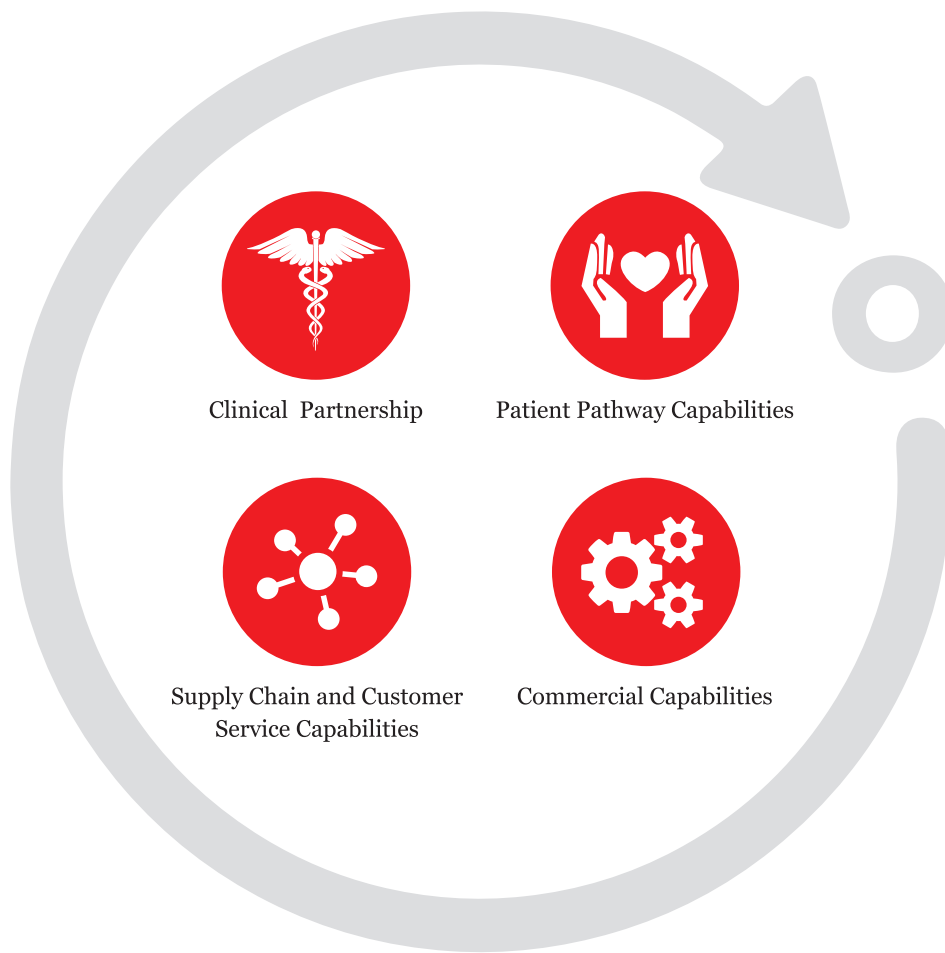 Clinical  Partnership
Patient Pathway Capabilities
Supply Chain and Customer
Service Capabilities
Commercial Capabilities